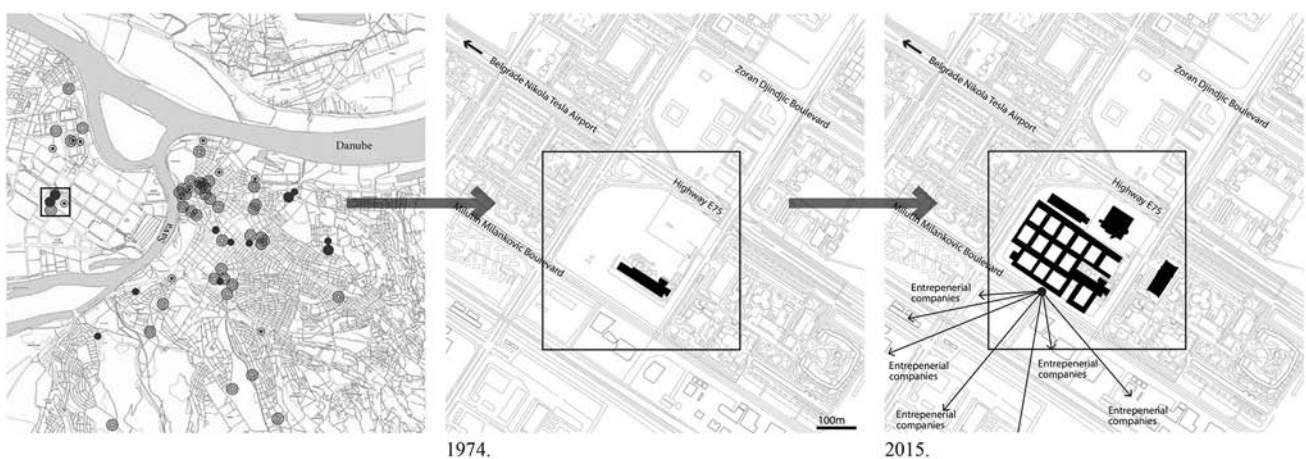 Danube
Sava
Belgrade Nikola Tesla Airport
Zoran Djindjic Boulevard
Highway E75
Milutin Milankovic Boulevard
100m
1974.
Belgrade Nikola Tesla Airport
Zoran Djindjic Boulevard
Highway E75
Milutin Milankovic Boulevard
Entrepenerial
companies
Entrepenerial
companies
Entrepenerial
companies
Entrepenerial
companies
Entrepenerial
companies
2015.